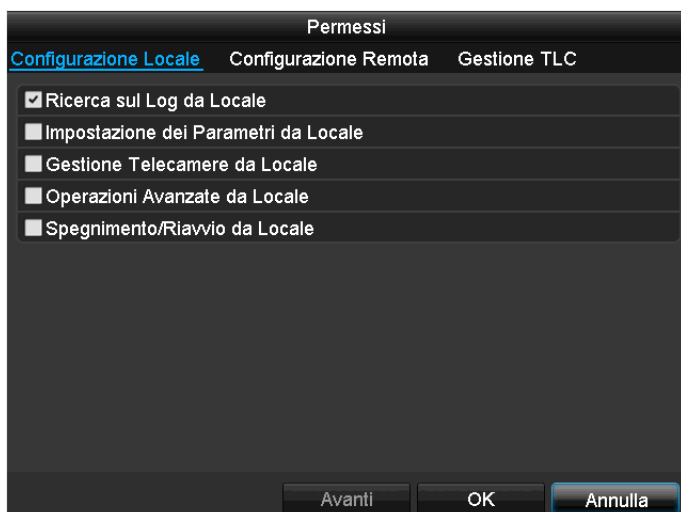 Permessi
Configurazione Locale Configurazione Remota Gestione TLC
Ricerca sul Log da Locale
Impostazione dei Parametri da Locale
Gestione Telecamere da Locale
Operazioni Avanzate da Locale
Spegnimento/Riavvio da Locale
Avanti OK Annulla